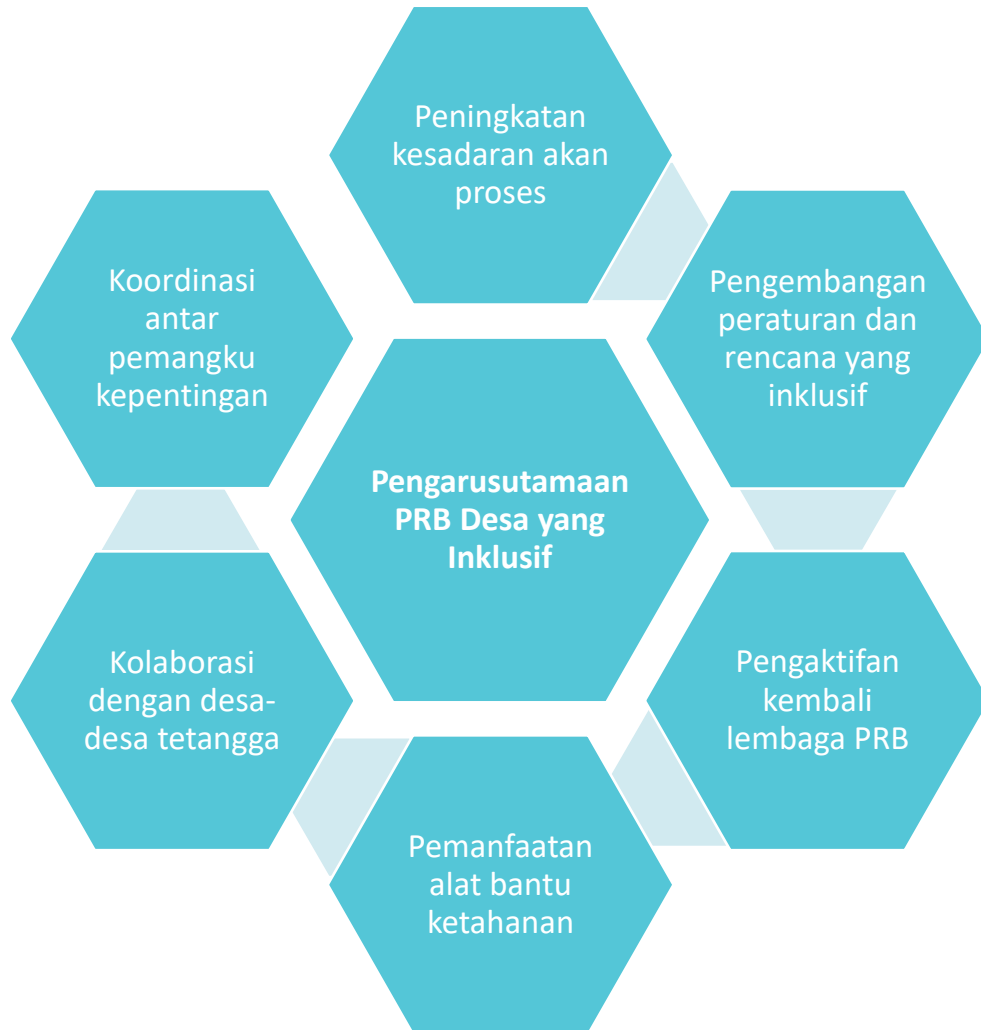 Peningkatan
kesadaran akan
proses
Pengembangan
peraturan dan
rencana yang
inklusif
Pengaktifan
kembali
lembaga PRB
Pemanfaatan
alat bantu
ketahanan
Kolaborasi
dengan desa-
desa tetangga
Koordinasi
antar
pemangku
kepentingan
Pengarusutamaan
PRB Desa yang
Inklusif